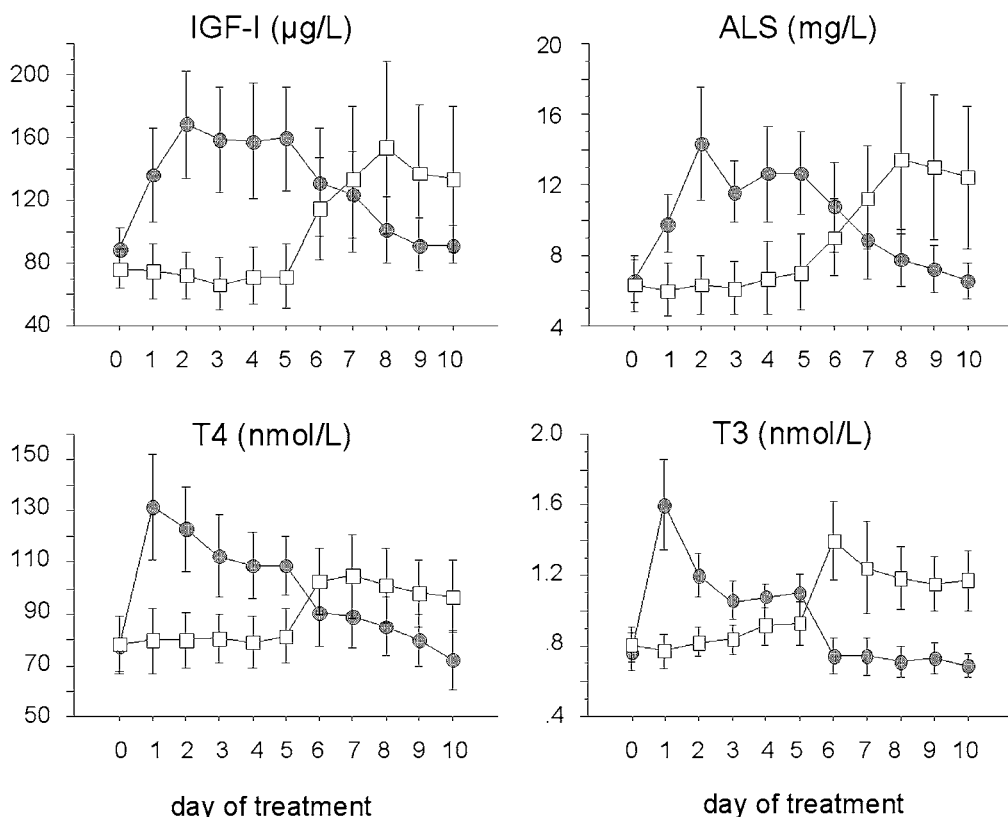 IGF-I (µg/L)
200
160
120
80
40
0 1 2 3 4 5 6 7 8 9 10
ALS (mg/L)
20
16
12
8
4
0 1 2 3 4 5 6 7 8 9 10
T4 (nmol/L)
150
130
110
90
70
50
0 1 2 3 4 5 6 7 8 9 10
day of treatment
T3 (nmol/L)
2.0
1.6
1.2
.8
.4
0 1 2 3 4 5 6 7 8 9 10
day of treatment